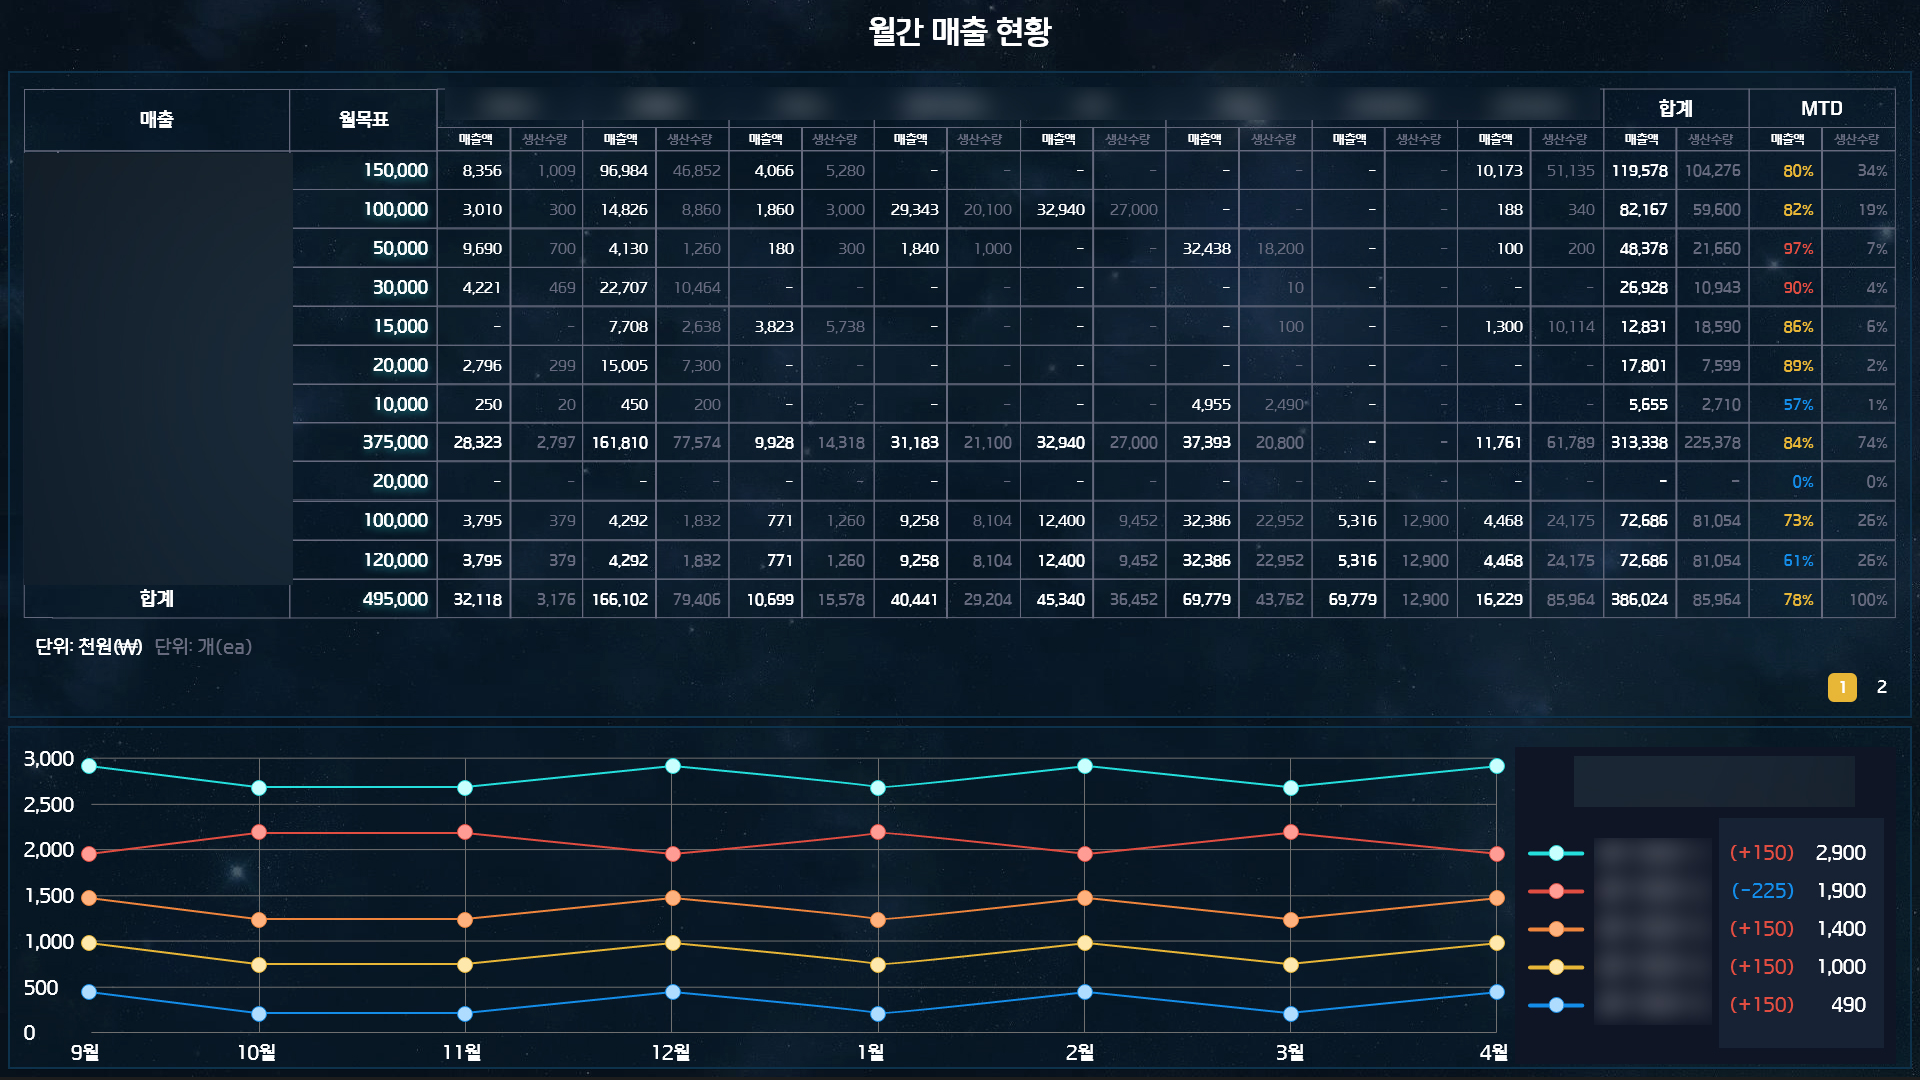 월간 매출 현황
매출 월목표 합계 MTD
매출액 생산수량 매출액 생산수량 매출액 생산수량 매출액 생산수량 매출액 생산수량 매출액 생산수량 매출액 생산수량 매출액 생산수량 매출액 생산수량 매출액 생산수량
150,000 8,356 1,009 96,984 46,852 4,066 5,280 - - - - - - - - 10,173 51,135 119,578 104,276 80% 34%
100,000 3,010 300 14,826 8,860 1,860 3,000 29,343 20,100 32,940 27,000 - - - - 188 340 82,167 59,600 82% 19%
50,000 9,690 700 4,130 1,260 180 300 1,840 1,000 - - 32,438 18,200 - - 100 200 48,378 21,660 97% 7%
30,000 4,221 469 22,707 10,464 - - - - - - - 10 - - - - 26,928 10,943 90% 4%
15,000 - - 7,708 2,638 3,823 5,738 - - - - - 100 - - 1,300 10,114 12,831 18,590 86% 6%
20,000 2,796 299 15,005 7,300 - - - - - - - - - - - - 17,801 7,599 89% 2%
10,000 250 20 450 200 - - - - - - 4,955 2,490 - - - - 5,655 2,710 57% 1%
375,000 28,323 2,797 161,810 77,574 9,928 14,318 31,183 21,100 32,940 27,000 37,393 20,800 - - 11,761 61,789 313,338 225,378 84% 74%
20,000 - - - - - - - - - - - - - - - - - - 0% 0%
100,000 3,795 379 4,292 1,832 771 1,260 9,258 8,104 12,400 9,452 32,386 22,952 5,316 12,900 4,468 24,175 72,686 81,054 73% 26%
120,000 3,795 379 4,292 1,832 771 1,260 9,258 8,104 12,400 9,452 32,386 22,952 5,316 12,900 4,468 24,175 72,686 81,054 61% 26%
합계 495,000 32,118 3,176 166,102 79,406 10,699 15,578 40,441 29,204 45,340 36,452 69,779 43,762 69,779 12,900 16,229 85,964 386,024 85,964 78% 100%
단위: 천원(₩) 단위: 개(ea)
1 2
3,000
2,500
2,000
1,500
1,000
500
0
9월 10월 11월 12월 1월 2월 3월 4월
(+150) 2,900
(-225) 1,900
(+150) 1,400
(+150) 1,000
(+150) 490